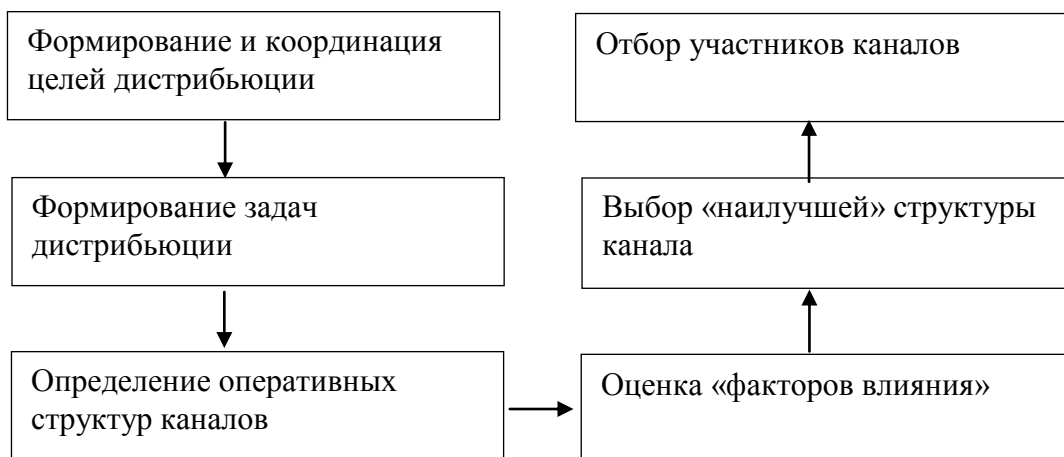 Формирование и координация
целей дистрибьюции
Формирование задач
дистрибьюции
Определение оперативных
структур каналов
Оценка «факторов влияния»
Выбор «наилучшей» структуры
канала
Отбор участников каналов